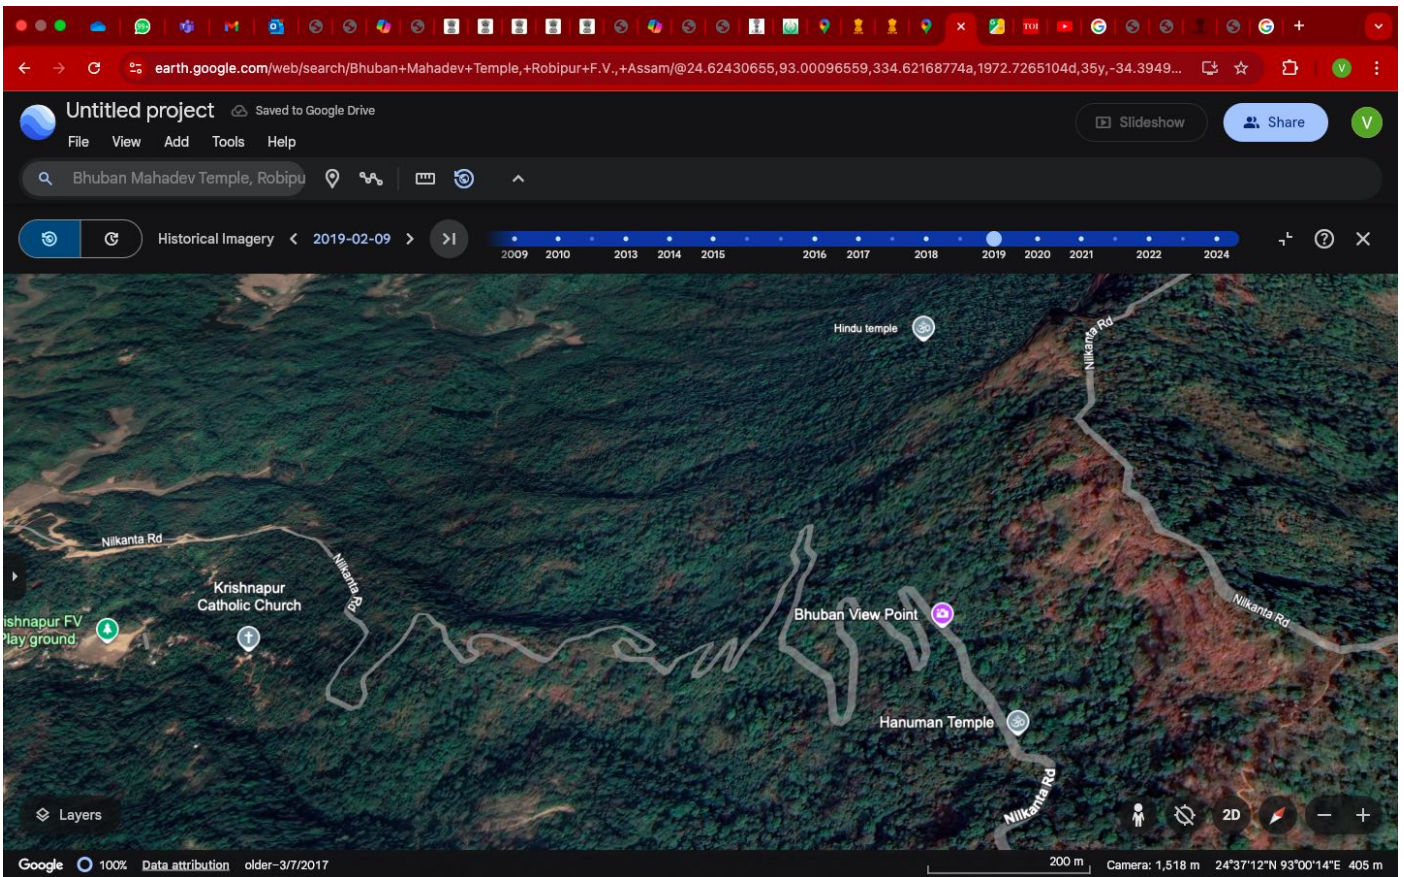 99+
TOI
earth.google.com/web/search/Bhuban+Mahadev+Temple,+Robipur+F.V.,+Assam/@24.62430655,93.00096559,334.62168774a,1972.7265104d,35y,-34.3949...
V
Untitled project
Saved to Google Drive
File View Add Tools Help
Slideshow
Share
V
Bhuban Mahadev Temple, Robipu
Historical Imagery
2019-02-09
2009 2010 2013 2014 2015 2016 2017 2018 2019 2020 2021 2022 2024
Hindu temple
Nilkanta Rd
Nilkanta Rd
Nilkanta Rd
Krishnapur
Catholic Church
ishnapur FV
Play ground
Bhuban View Point
Nilkanta Rd
Hanuman Temple
Nilkanta Rd
Layers
2D
Google 100% Data attribution older–3/7/2017
200 m Camera: 1,518 m 24°37'12"N 93°00'14"E 405 m